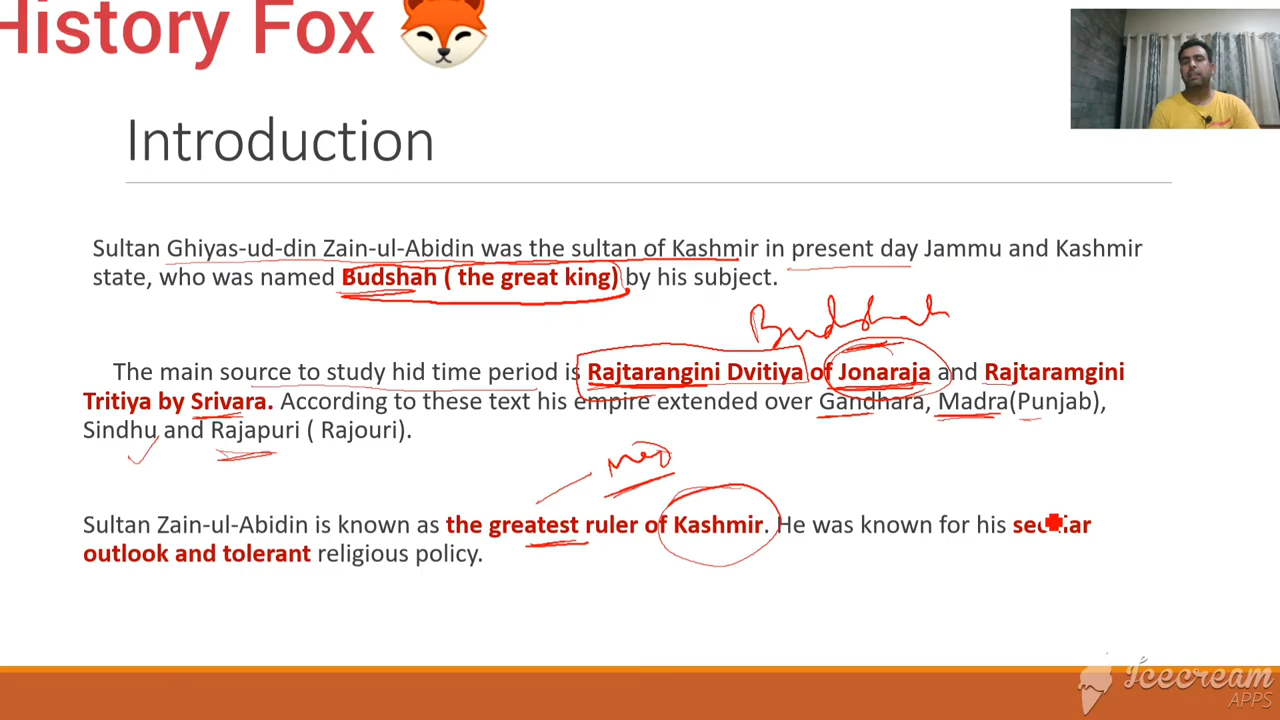 History Fox
Introduction
Sultan Ghiyas-ud-din Zain-ul-Abidin was the sultan of Kashmir in present day Jammu and Kashmir
state, who was named Budshah ( the great king) by his subject.
Budshah
The main source to study hid time period is Rajtarangini Dvitiya of Jonaraja and Rajtaramgini
Tritiya by Srivara. According to these text his empire extended over Gandhara, Madra(Punjab),
Sindhu and Rajapuri ( Rajouri).
Sultan Zain-ul-Abidin is known as the greatest ruler of Kashmir. He was known for his secular
outlook and tolerant religious policy.
Icecream
APPS